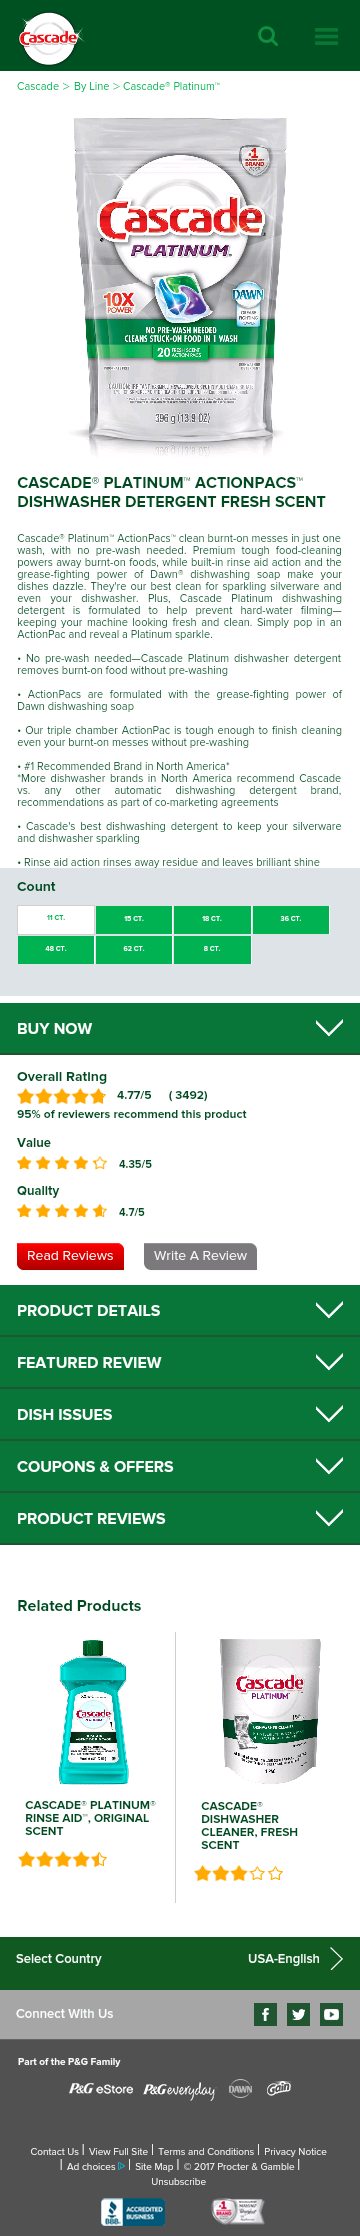 Cascade
Cascade > By Line > Cascade® Platinum™
#1 RECOMMENDED BRAND
Cascade
PLATINUM™
10X
POWER
DAWN
GREASE
FIGHTING
POWER
NO PRE-WASH NEEDED
CLEANS STUCK-ON FOOD IN 1 WASH
20 FRESH SCENT ACTION PACS
396 g (13.9 OZ)
CASCADE® PLATINUM™ ACTIONPACS™
DISHWASHER DETERGENT FRESH SCENT
Cascade® Platinum™ ActionPacs™ clean burnt-on messes in just one
wash, with no pre-wash needed. Premium tough food-cleaning
powers away burnt-on foods, while built-in rinse aid action and the
grease-fighting power of Dawn® dishwashing soap make your
dishes dazzle. They're our best clean for sparkling silverware and
even your dishwasher. Plus, Cascade Platinum dishwashing
detergent is formulated to help prevent hard-water filming—
keeping your machine looking fresh and clean. Simply pop in an
ActionPac and reveal a Platinum sparkle.
• No pre-wash needed—Cascade Platinum dishwasher detergent
removes burnt-on food without pre-washing
• ActionPacs are formulated with the grease-fighting power of
Dawn dishwashing soap
• Our triple chamber ActionPac is tough enough to finish cleaning
even your burnt-on messes without pre-washing
• #1 Recommended Brand in North America*
*More dishwasher brands in North America recommend Cascade
vs. any other automatic dishwashing detergent brand,
recommendations as part of co-marketing agreements
• Cascade's best dishwashing detergent to keep your silverware
and dishwasher sparkling
• Rinse aid action rinses away residue and leaves brilliant shine
Count
11 CT. 15 CT. 18 CT. 36 CT.
48 CT. 62 CT. 8 CT.
BUY NOW
Overall Rating
4.77/5 ( 3492)
95% of reviewers recommend this product
Value
4.35/5
Quality
4.7/5
Read Reviews Write A Review
PRODUCT DETAILS
FEATURED REVIEW
DISH ISSUES
COUPONS & OFFERS
PRODUCT REVIEWS
Related Products
Cascade
Cascade
PLATINUM™
CASCADE® PLATINUM®
RINSE AID™, ORIGINAL
SCENT
CASCADE®
DISHWASHER
CLEANER, FRESH
SCENT
Select Country USA-English
Connect With Us
Part of the P&G Family
P&G eStore P&G everyday DAWN Gain
Contact Us | View Full Site | Terms and Conditions | Privacy Notice
| Ad choices | Site Map | © 2017 Procter & Gamble |
Unsubscribe
BBB ACCREDITED BUSINESS